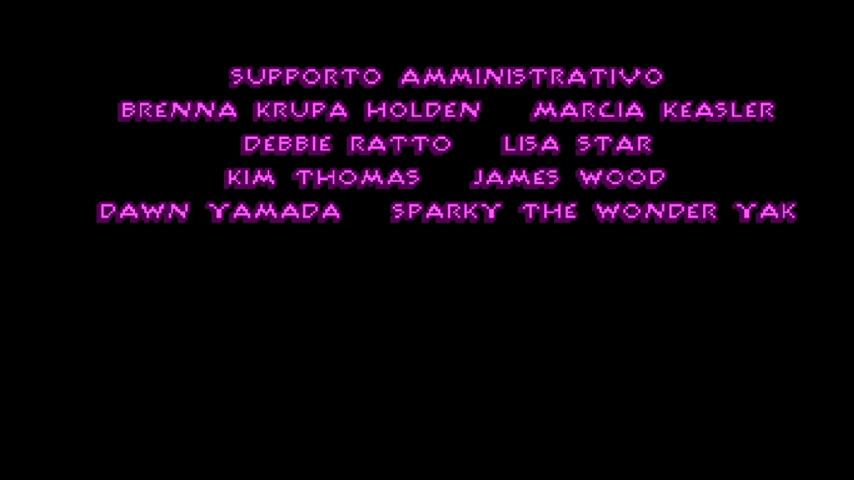 SUPPORTO AMMINISTRATIVO
BRENNA KRUPA HOLDEN MARCIA KEASLER
DEBBIE RATTO LISA STAR
KIM THOMAS JAMES WOOD
DAWN YAMADA SPARKY THE WONDER YAK